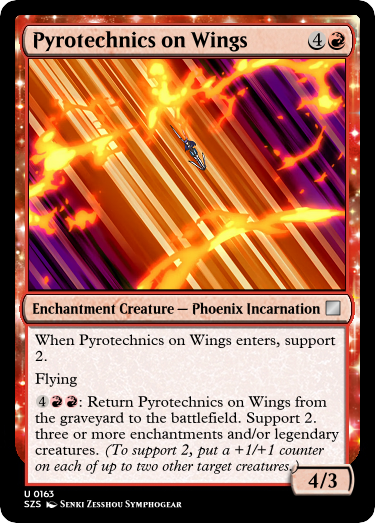 Pyrotechnics on Wings 4
Enchantment Creature — Phoenix Incarnation
When Pyrotechnics on Wings enters, support
2.
Flying
4: Return Pyrotechnics on Wings from
the graveyard to the battlefield. Support 2.
three or more enchantments and/or legendary
creatures. (To support 2, put a +1/+1 counter
on each of up to two other target creatures.)
4/3
U 0163
SZS Senki Zesshou Symphogear